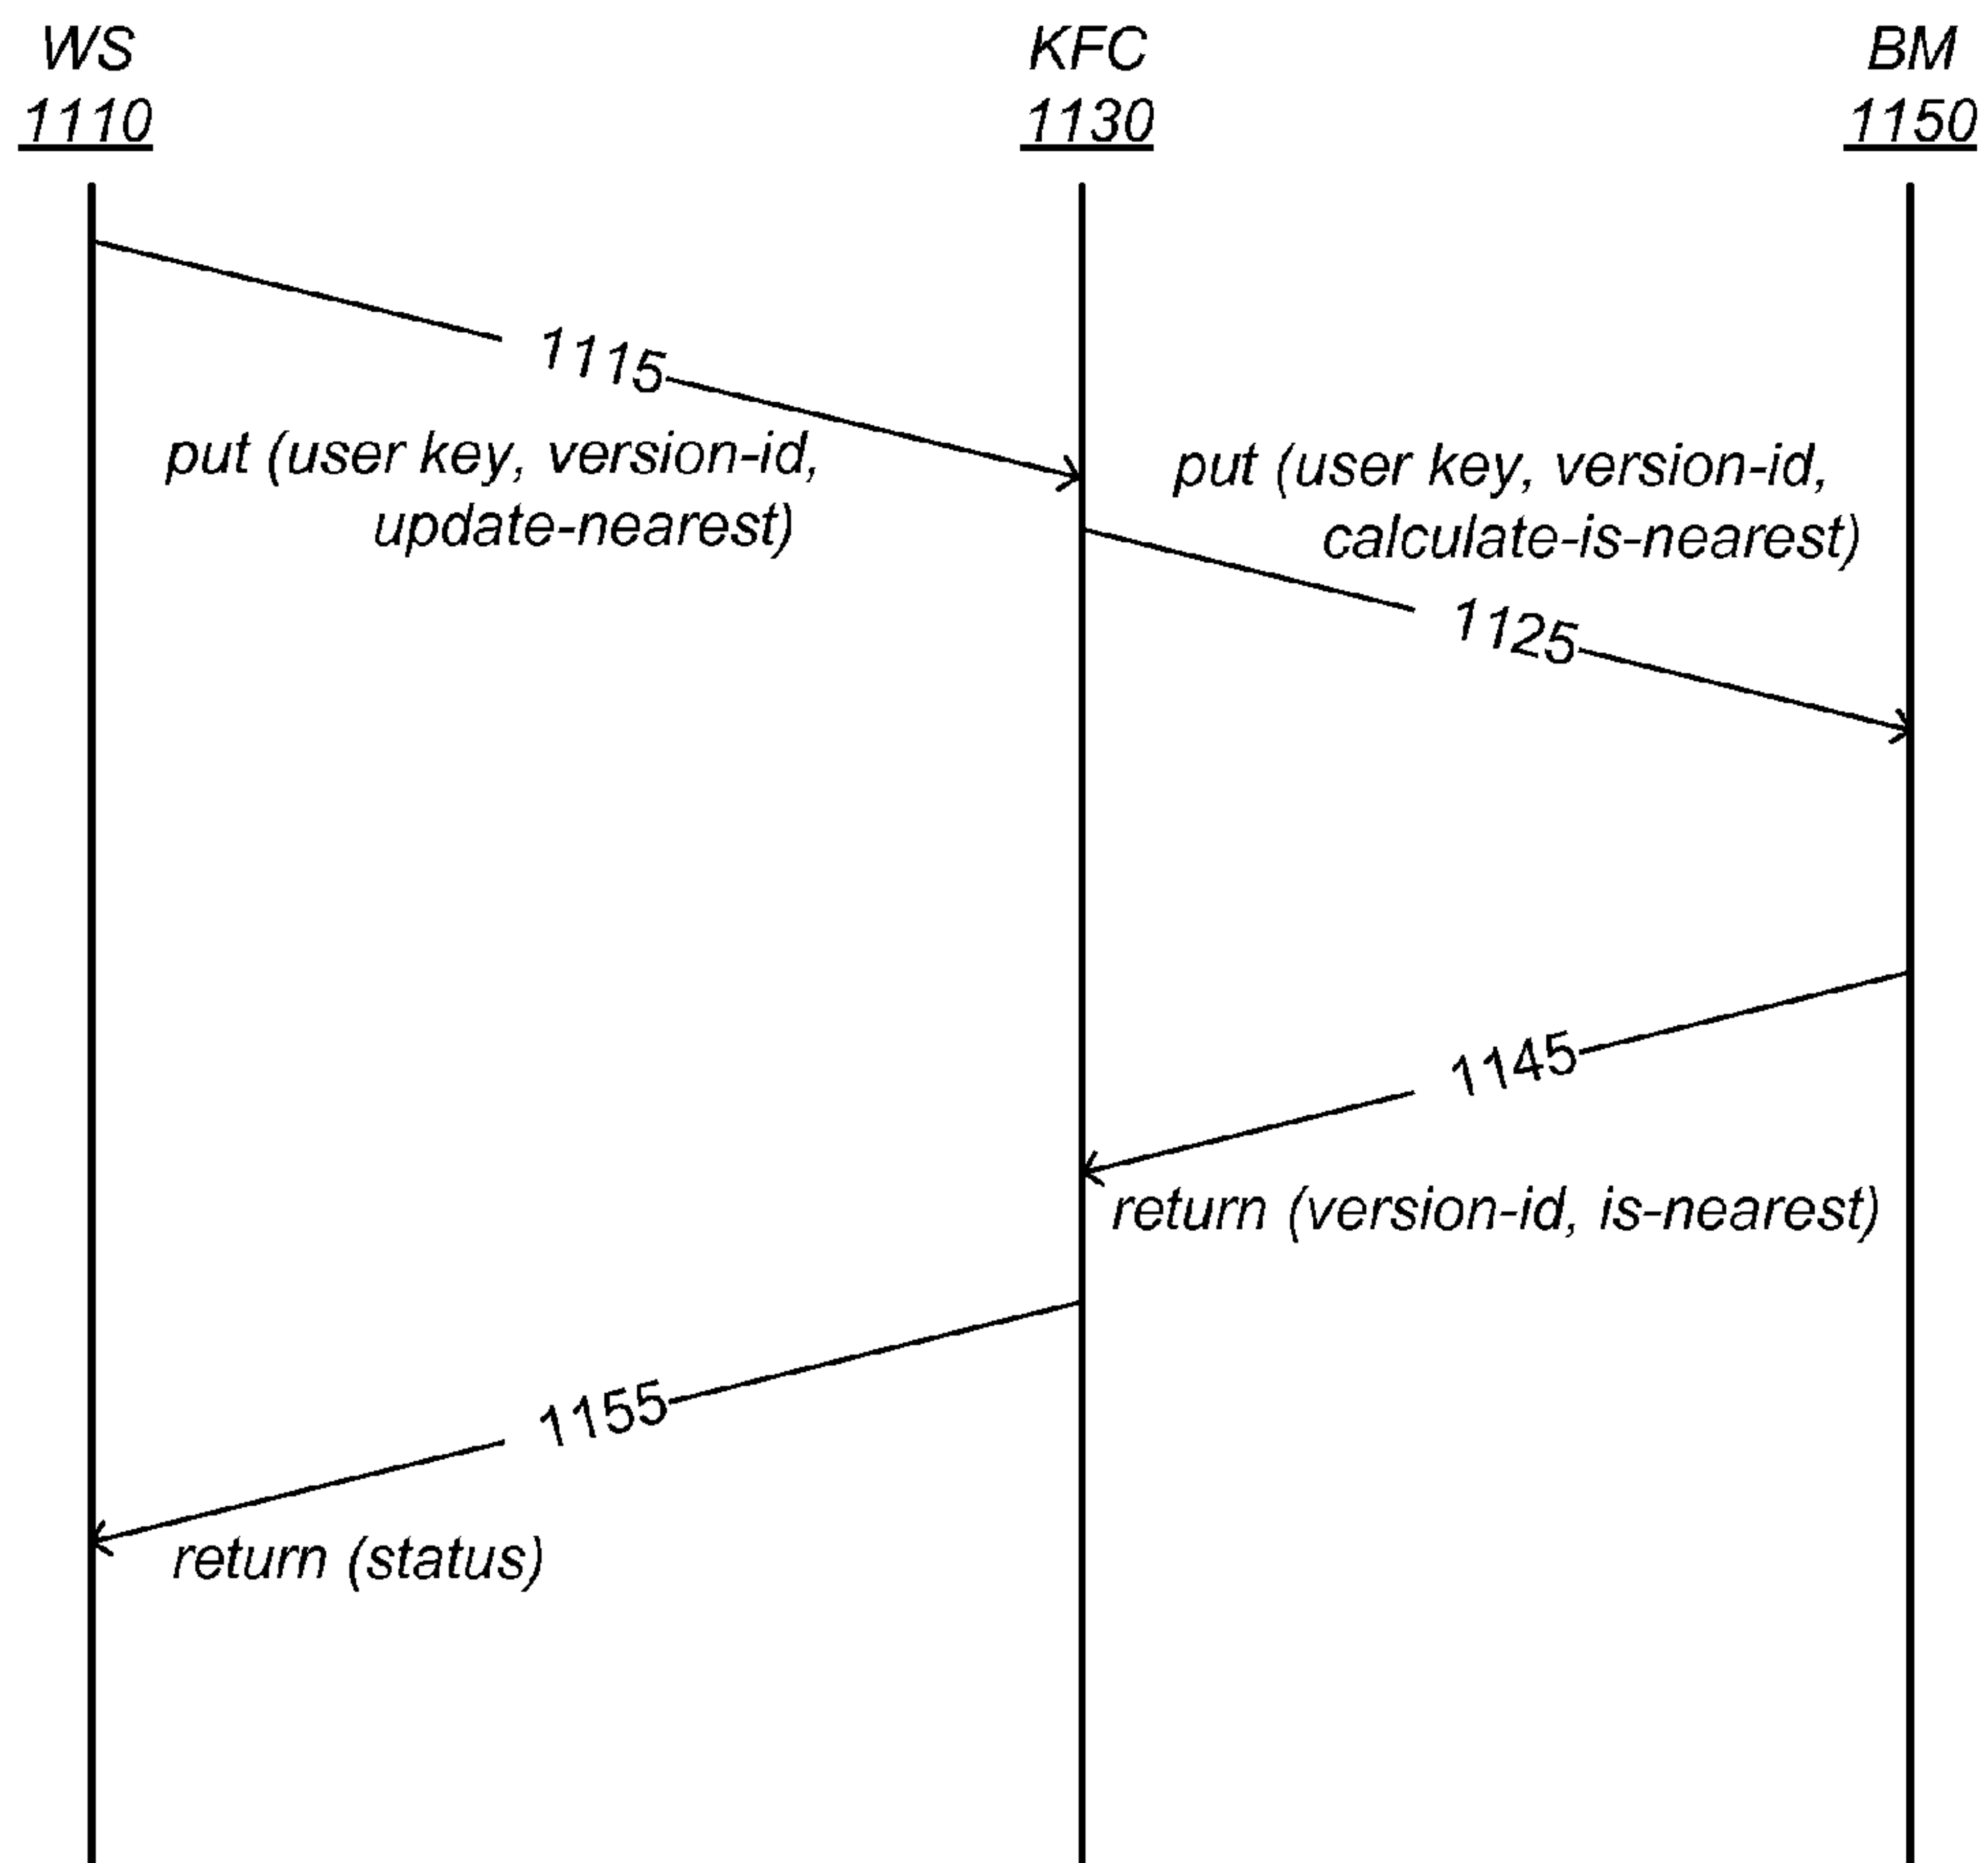 WS
1110
KFC
1130
BM
1150
1115
put (user key, version-id,
update-nearest)
put (user key, version-id,
calculate-is-nearest)
1125
1145
return (version-id, is-nearest)
1155
return (status)